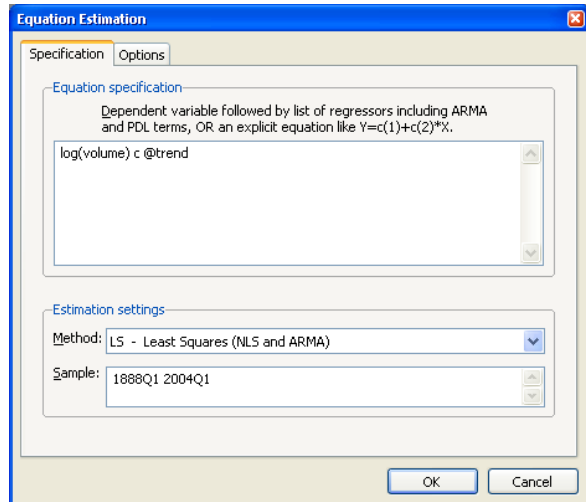 Equation Estimation
Specification
Options
Equation specification
Dependent variable followed by list of regressors including ARMA
and PDL terms, OR an explicit equation like Y=c(1)+c(2)*X.
log(volume) c @trend
Estimation settings
Method: LS - Least Squares (NLS and ARMA)
Sample: 1888Q1 2004Q1
OK
Cancel